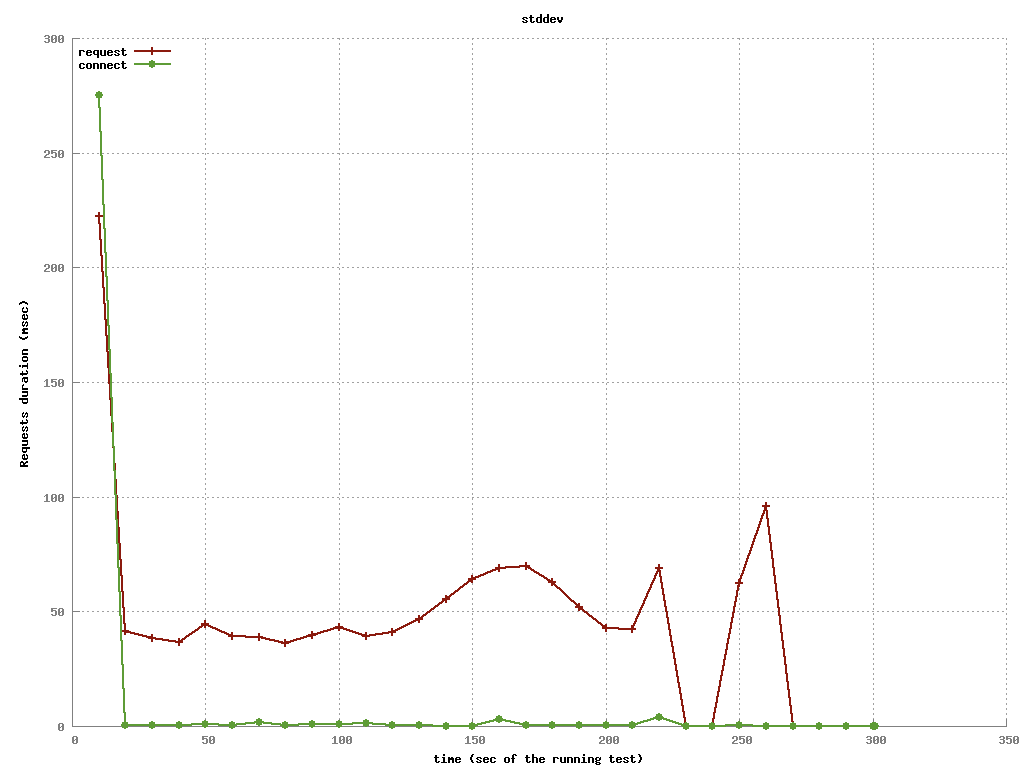 stddev
300
request
connect
250
200
150
100
50
0
Requests duration (msec)
0 50 100 150 200 250 300 350
time (sec of the running test)